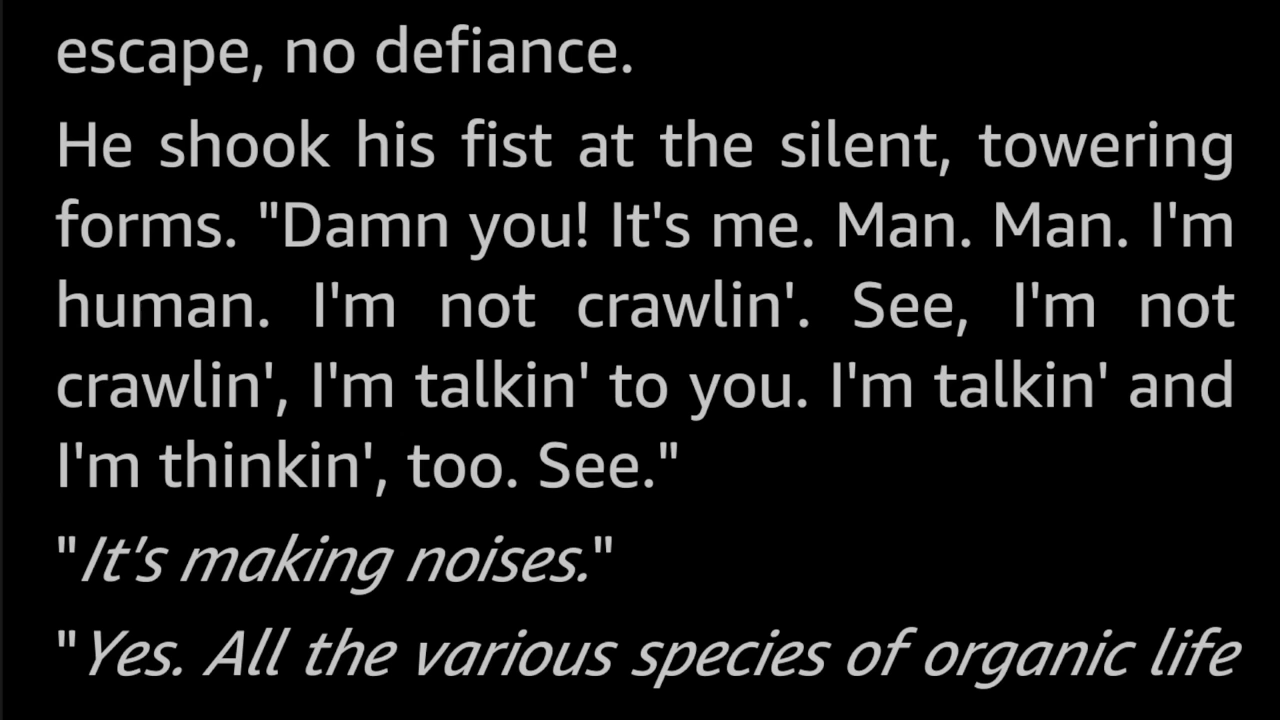 escape, no defiance.
He shook his fist at the silent, towering
forms. "Damn you! It's me. Man. Man. I'm
human. I'm not crawlin'. See, I'm not
crawlin', I'm talkin' to you. I'm talkin' and
I'm thinkin', too. See."
"It's making noises."
"Yes. All the various species of organic life